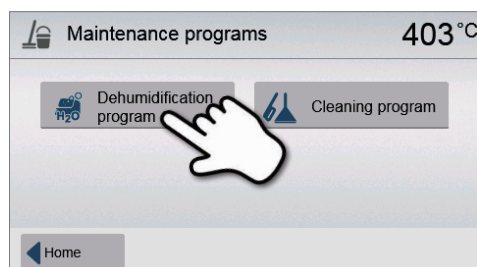 Maintenance programs
403°C
Dehumidification
program
H2O
Cleaning program
Home